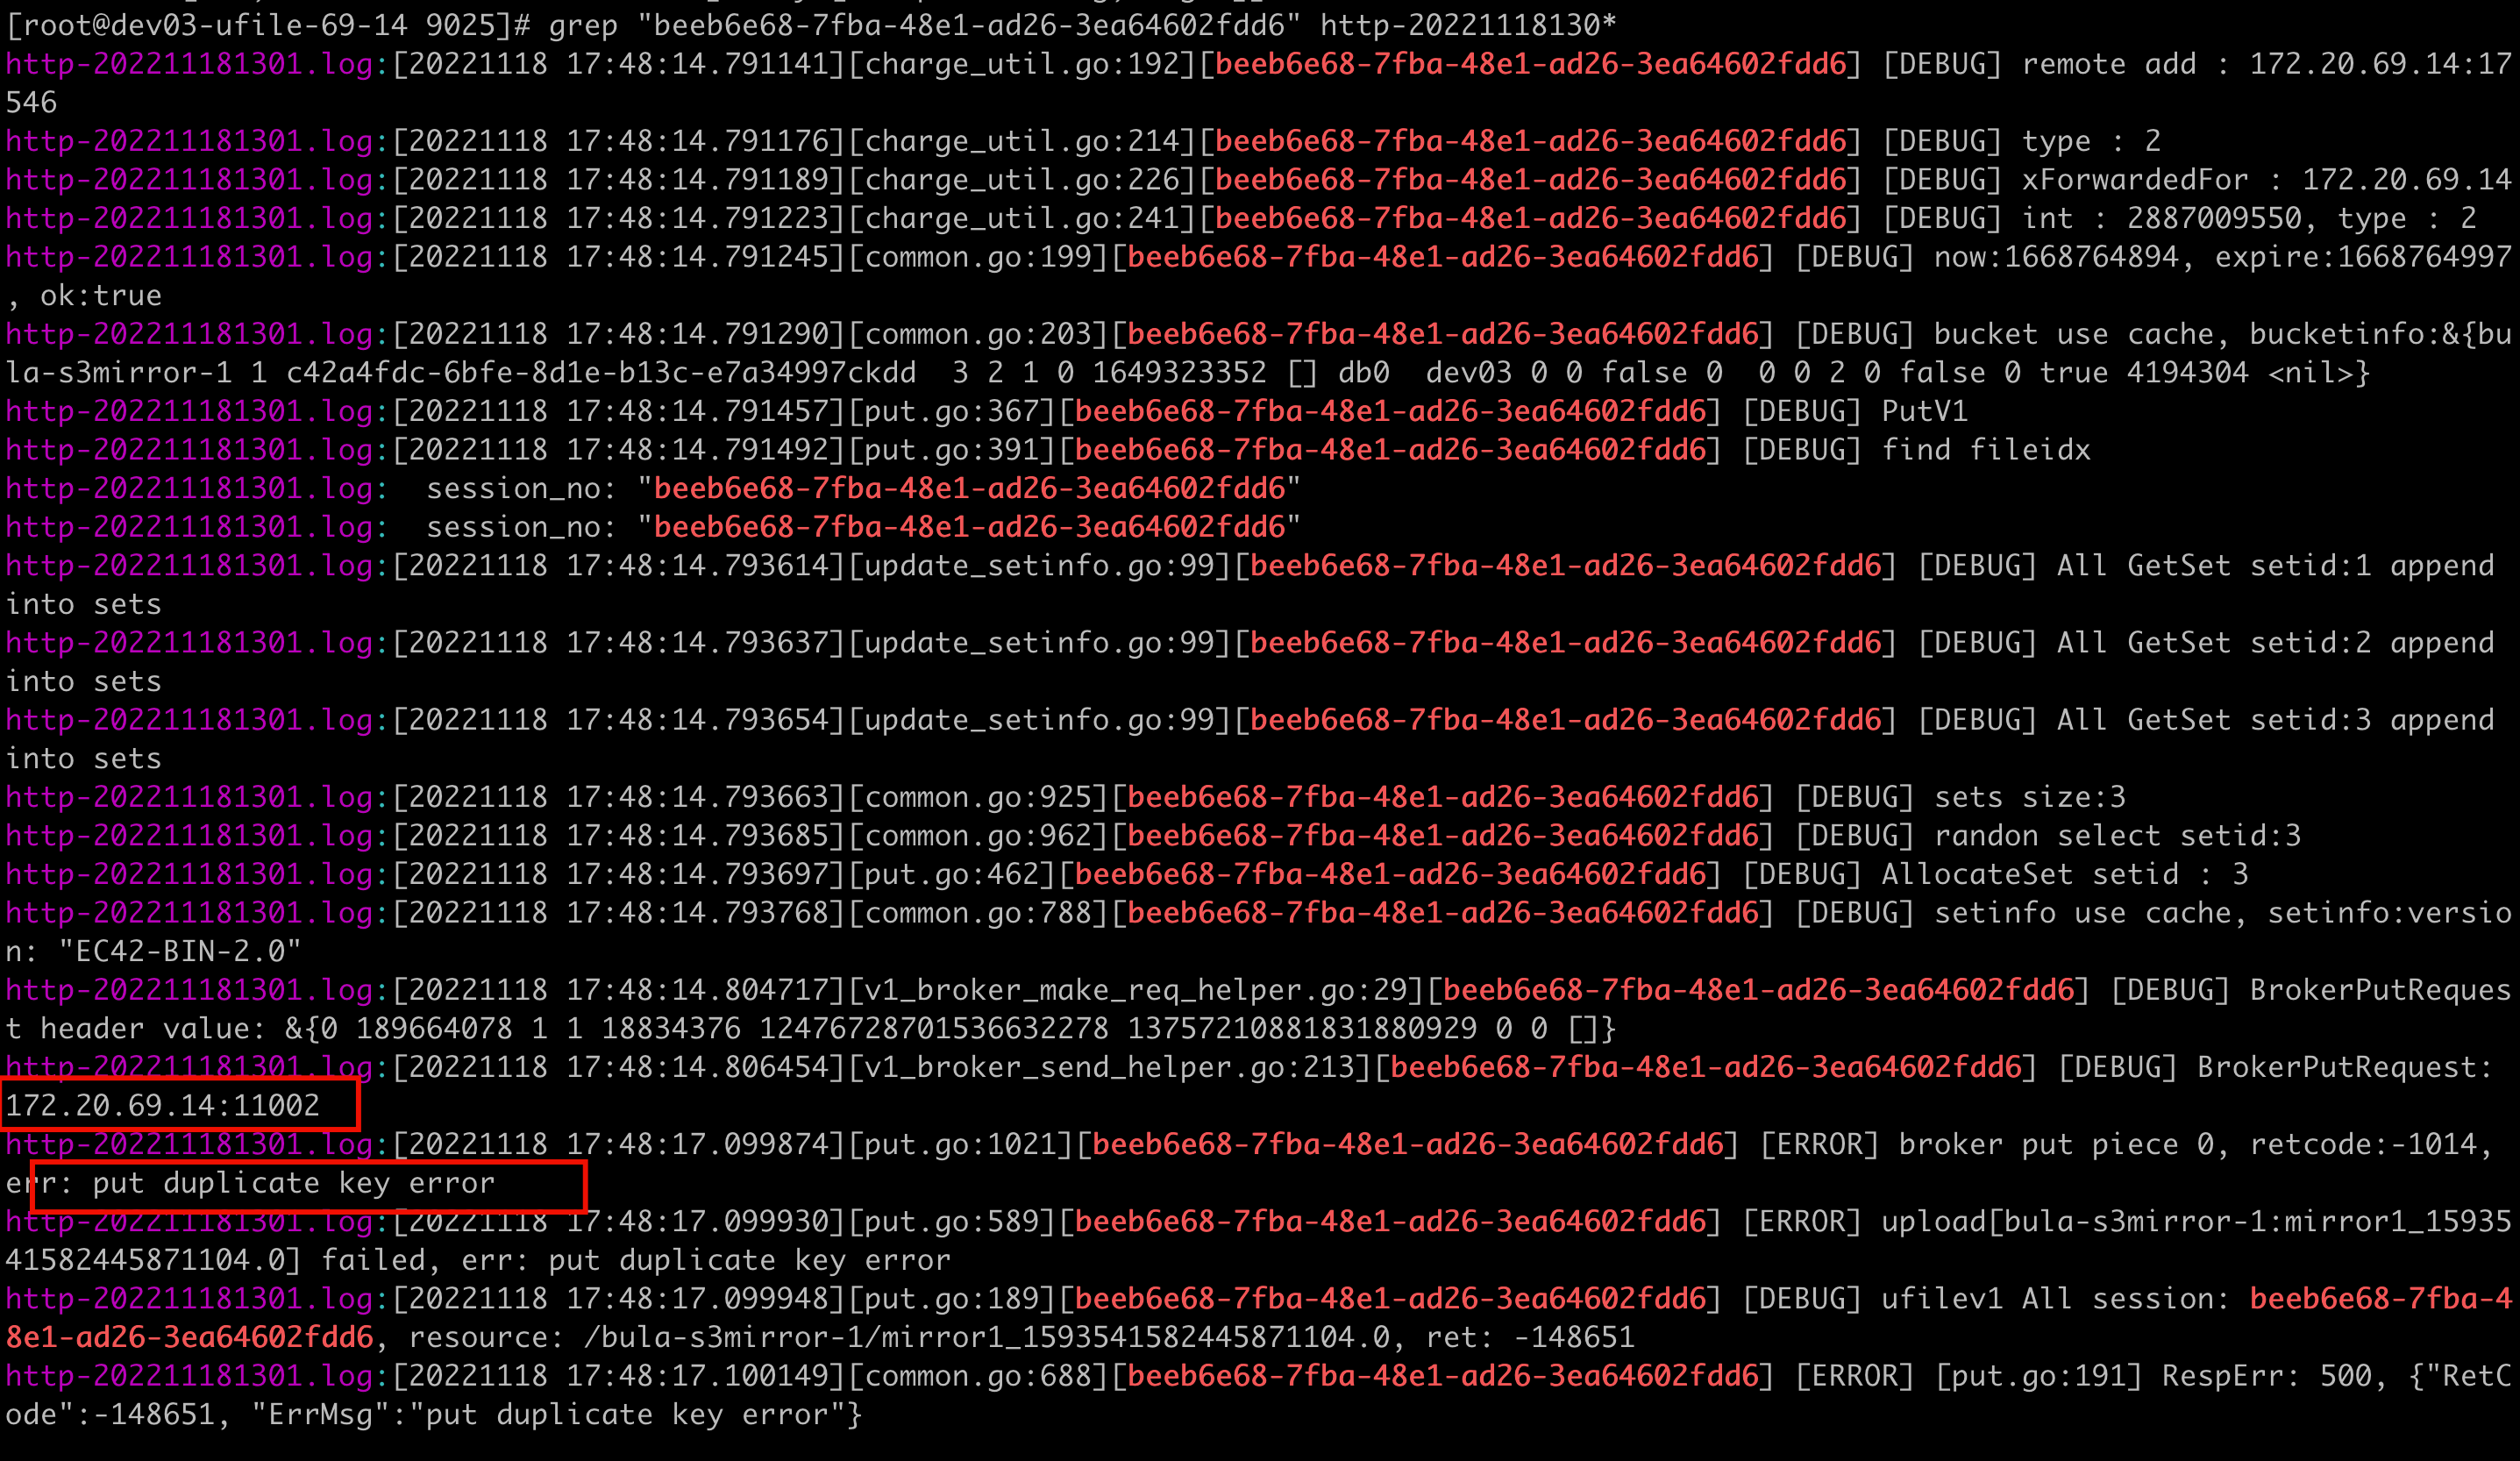 [root@dev03-ufile-69-14 9025]# grep "beeb6e68-7fba-48e1-ad26-3ea64602fdd6" http-20221118130*
http-202211181301.log:[20221118 17:48:14.791141][charge_util.go:192][beeb6e68-7fba-48e1-ad26-3ea64602fdd6] [DEBUG] remote add : 172.20.69.14:17
546
http-202211181301.log:[20221118 17:48:14.791176][charge_util.go:214][beeb6e68-7fba-48e1-ad26-3ea64602fdd6] [DEBUG] type : 2
http-202211181301.log:[20221118 17:48:14.791189][charge_util.go:226][beeb6e68-7fba-48e1-ad26-3ea64602fdd6] [DEBUG] xForwardedFor : 172.20.69.14
http-202211181301.log:[20221118 17:48:14.791223][charge_util.go:241][beeb6e68-7fba-48e1-ad26-3ea64602fdd6] [DEBUG] int : 2887009550, type : 2
http-202211181301.log:[20221118 17:48:14.791245][common.go:199][beeb6e68-7fba-48e1-ad26-3ea64602fdd6] [DEBUG] now:1668764894, expire:1668764997
, ok:true
http-202211181301.log:[20221118 17:48:14.791290][common.go:203][beeb6e68-7fba-48e1-ad26-3ea64602fdd6] [DEBUG] bucket use cache, bucketinfo:&{bu
la-s3mirror-1 1 c42a4fdc-6bfe-8d1e-b13c-e7a34997ckdd  3 2 1 0 1649323352 [] db0  dev03 0 0 false 0  0 0 2 0 false 0 true 4194304 <nil>}
http-202211181301.log:[20221118 17:48:14.791457][put.go:367][beeb6e68-7fba-48e1-ad26-3ea64602fdd6] [DEBUG] PutV1
http-202211181301.log:[20221118 17:48:14.791492][put.go:391][beeb6e68-7fba-48e1-ad26-3ea64602fdd6] [DEBUG] find fileidx
http-202211181301.log:  session_no: "beeb6e68-7fba-48e1-ad26-3ea64602fdd6"
http-202211181301.log:  session_no: "beeb6e68-7fba-48e1-ad26-3ea64602fdd6"
http-202211181301.log:[20221118 17:48:14.793614][update_setinfo.go:99][beeb6e68-7fba-48e1-ad26-3ea64602fdd6] [DEBUG] All GetSet setid:1 append
into sets
http-202211181301.log:[20221118 17:48:14.793637][update_setinfo.go:99][beeb6e68-7fba-48e1-ad26-3ea64602fdd6] [DEBUG] All GetSet setid:2 append
into sets
http-202211181301.log:[20221118 17:48:14.793654][update_setinfo.go:99][beeb6e68-7fba-48e1-ad26-3ea64602fdd6] [DEBUG] All GetSet setid:3 append
into sets
http-202211181301.log:[20221118 17:48:14.793663][common.go:925][beeb6e68-7fba-48e1-ad26-3ea64602fdd6] [DEBUG] sets size:3
http-202211181301.log:[20221118 17:48:14.793685][common.go:962][beeb6e68-7fba-48e1-ad26-3ea64602fdd6] [DEBUG] randon select setid:3
http-202211181301.log:[20221118 17:48:14.793697][put.go:462][beeb6e68-7fba-48e1-ad26-3ea64602fdd6] [DEBUG] AllocateSet setid : 3
http-202211181301.log:[20221118 17:48:14.793768][common.go:788][beeb6e68-7fba-48e1-ad26-3ea64602fdd6] [DEBUG] setinfo use cache, setinfo:versio
n: "EC42-BIN-2.0"
http-202211181301.log:[20221118 17:48:14.804717][v1_broker_make_req_helper.go:29][beeb6e68-7fba-48e1-ad26-3ea64602fdd6] [DEBUG] BrokerPutReques
t header value: &{0 189664078 1 1 18834376 12476728701536632278 13757210881831880929 0 0 []}
http-202211181301.log:[20221118 17:48:14.806454][v1_broker_send_helper.go:213][beeb6e68-7fba-48e1-ad26-3ea64602fdd6] [DEBUG] BrokerPutRequest:
172.20.69.14:11002
http-202211181301.log:[20221118 17:48:17.099874][put.go:1021][beeb6e68-7fba-48e1-ad26-3ea64602fdd6] [ERROR] broker put piece 0, retcode:-1014,
err: put duplicate key error
http-202211181301.log:[20221118 17:48:17.099930][put.go:589][beeb6e68-7fba-48e1-ad26-3ea64602fdd6] [ERROR] upload[bula-s3mirror-1:mirror1_15935
41582445871104.0] failed, err: put duplicate key error
http-202211181301.log:[20221118 17:48:17.099948][put.go:189][beeb6e68-7fba-48e1-ad26-3ea64602fdd6] [DEBUG] ufilev1 All session: beeb6e68-7fba-4
8e1-ad26-3ea64602fdd6, resource: /bula-s3mirror-1/mirror1_1593541582445871104.0, ret: -148651
http-202211181301.log:[20221118 17:48:17.100149][common.go:688][beeb6e68-7fba-48e1-ad26-3ea64602fdd6] [ERROR] [put.go:191] RespErr: 500, {"RetC
ode":-148651, "ErrMsg":"put duplicate key error"}